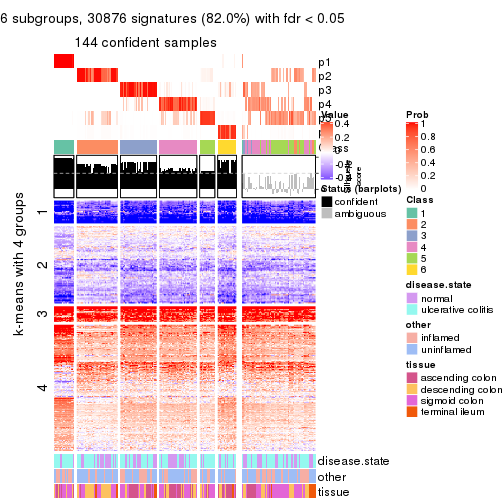 6 subgroups, 30876 signatures (82.0%) with fdr < 0.05
144 confident samples
p1
p2
p3
p4
Value
0.4
0.2
0
Prob
1
0.8
0.6
0.4
0.2
0
Status (barplots)
confident
ambiguous
Class
1
2
3
4
5
6
disease.state
normal
ulcerative colitis
other
inflamed
uninflamed
tissue
ascending colon
descending colon
sigmoid colon
terminal ileum
k-means with 4 groups
1
2
3
4
disease.state
other
tissue